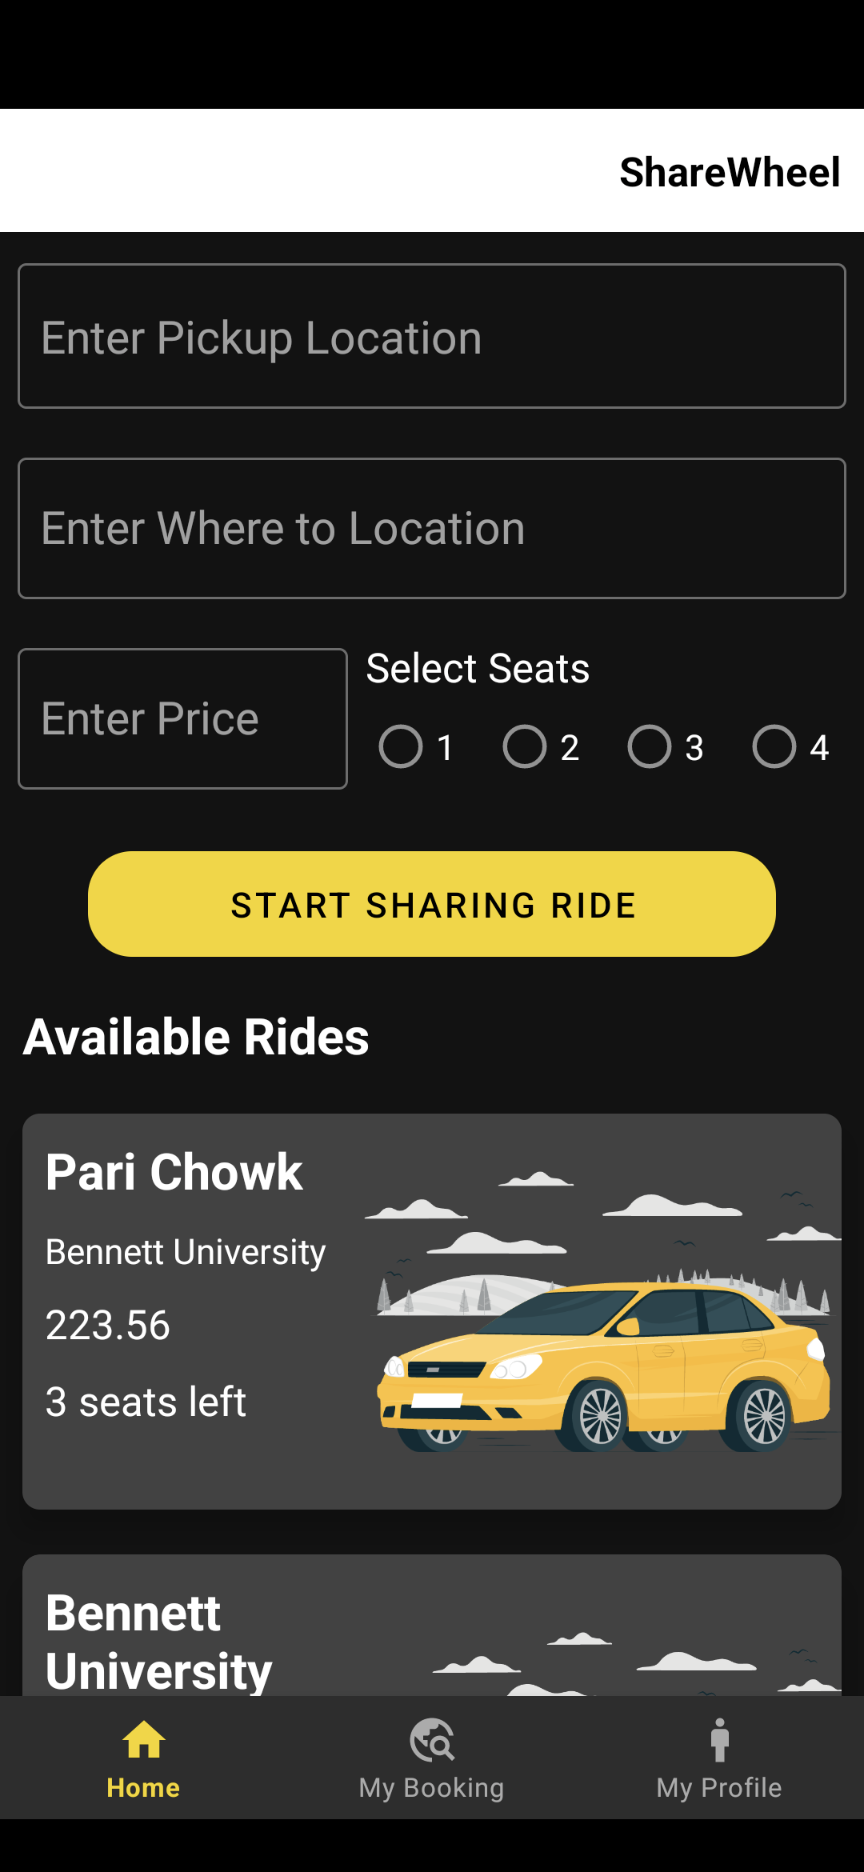 ShareWheel
Enter Pickup Location
Enter Where to Location
Enter Price
Select Seats
1 2 3 4
START SHARING RIDE
Available Rides
Pari Chowk
Bennett University
223.56
3 seats left
Bennett
University
Home My Booking My Profile